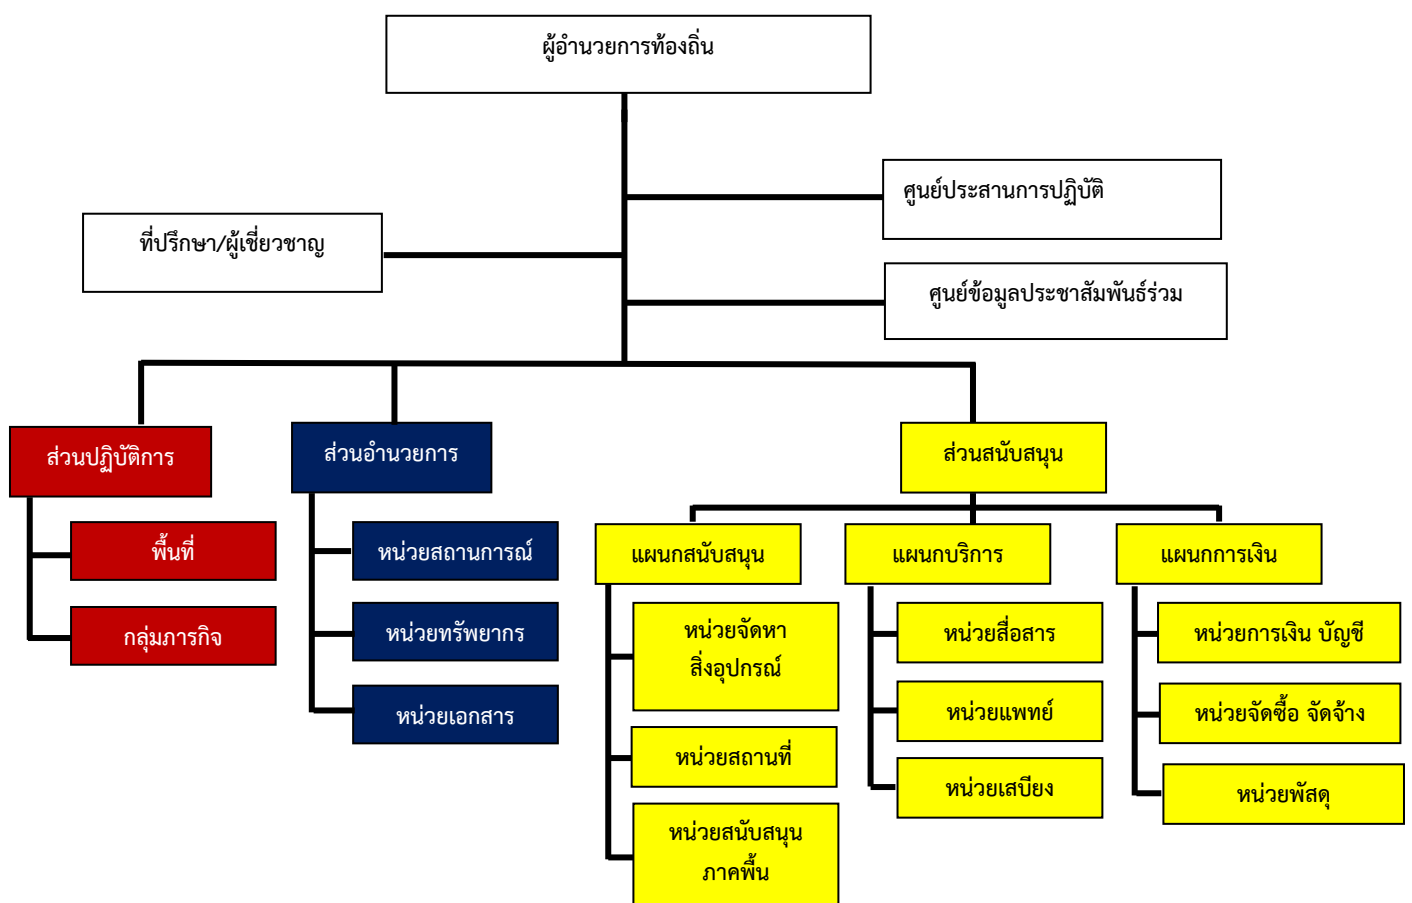 ผู้อำนวยการท้องถิ่น
ศูนย์ประสานการปฏิบัติ
ที่ปรึกษา/ผู้เชี่ยวชาญ
ศูนย์ข้อมูลประชาสัมพันธ์ร่วม
ส่วนปฏิบัติการ
พื้นที่
กลุ่มภารกิจ
ส่วนอำนวยการ
หน่วยสถานการณ์
หน่วยทรัพยากร
หน่วยเอกสาร
ส่วนสนับสนุน
แผนกสนับสนุน
หน่วยจัดหา
สิ่งอุปกรณ์
หน่วยสถานที่
หน่วยสนับสนุน
ภาคพื้น
แผนกบริการ
หน่วยสื่อสาร
หน่วยแพทย์
หน่วยเสบียง
แผนกการเงิน
หน่วยการเงิน บัญชี
หน่วยจัดซื้อ จัดจ้าง
หน่วยพัสดุ